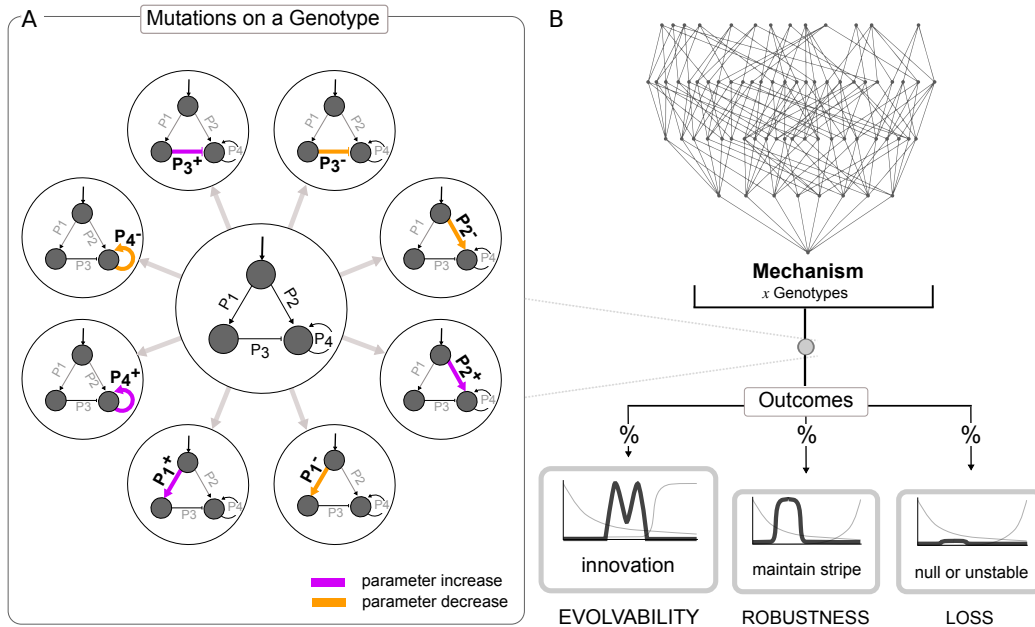 A
Mutations on a Genotype
P1
P2
P3+
P4
P1
P2
P3-
P4
P1
P2
P3
P4-
P1
P2-
P3
P4
P1
P2
P3
P4
P1
P2
P3
P4+
P1
P2+
P3
P4
P1+
P2
P3
P4
P1-
P2
P3
P4
parameter increase
parameter decrease
B
Mechanism
x Genotypes
Outcomes
% % %
innovation
maintain stripe
null or unstable
EVOLVABILITY
ROBUSTNESS
LOSS